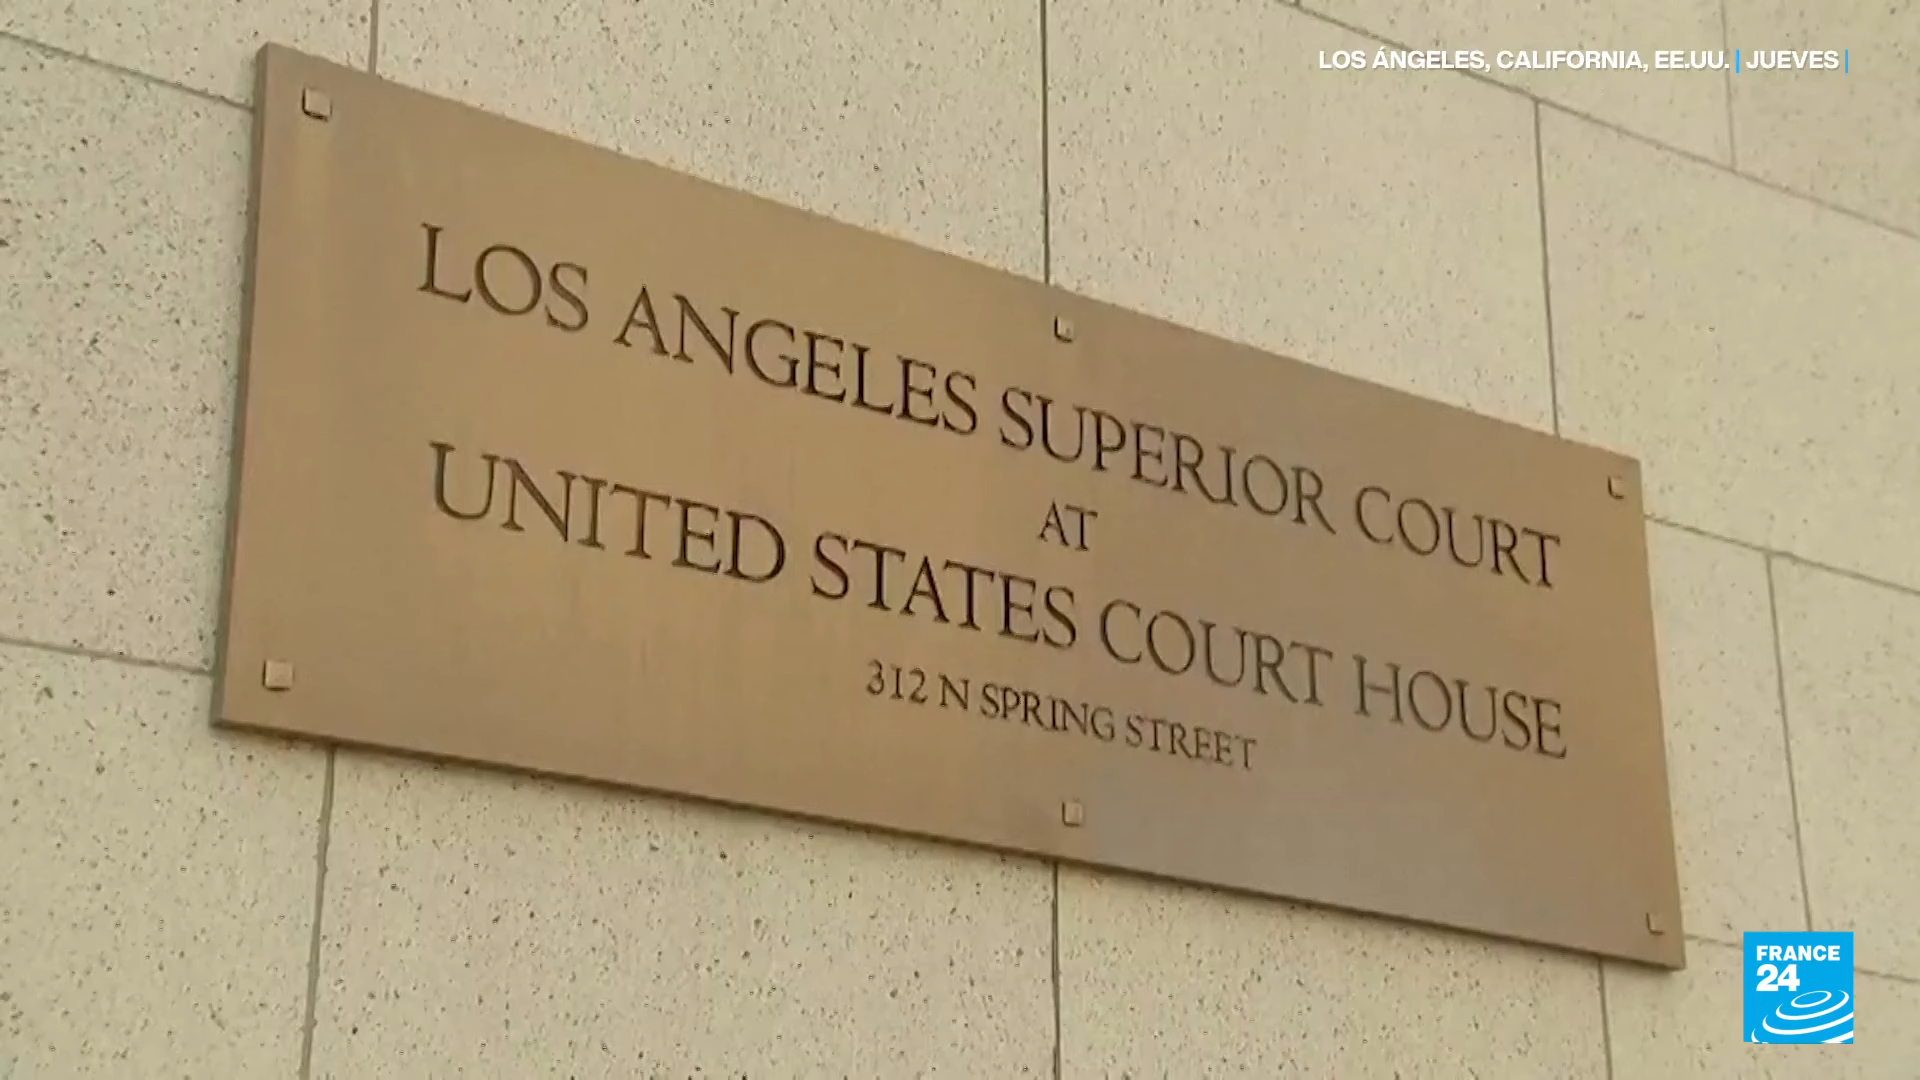 LOS ÁNGELES, CALIFORNIA, EE.UU. | JUEVES |
LOS ANGELES SUPERIOR COURT
AT
UNITED STATES COURT HOUSE
312 N SPRING STREET
FRANCE
24